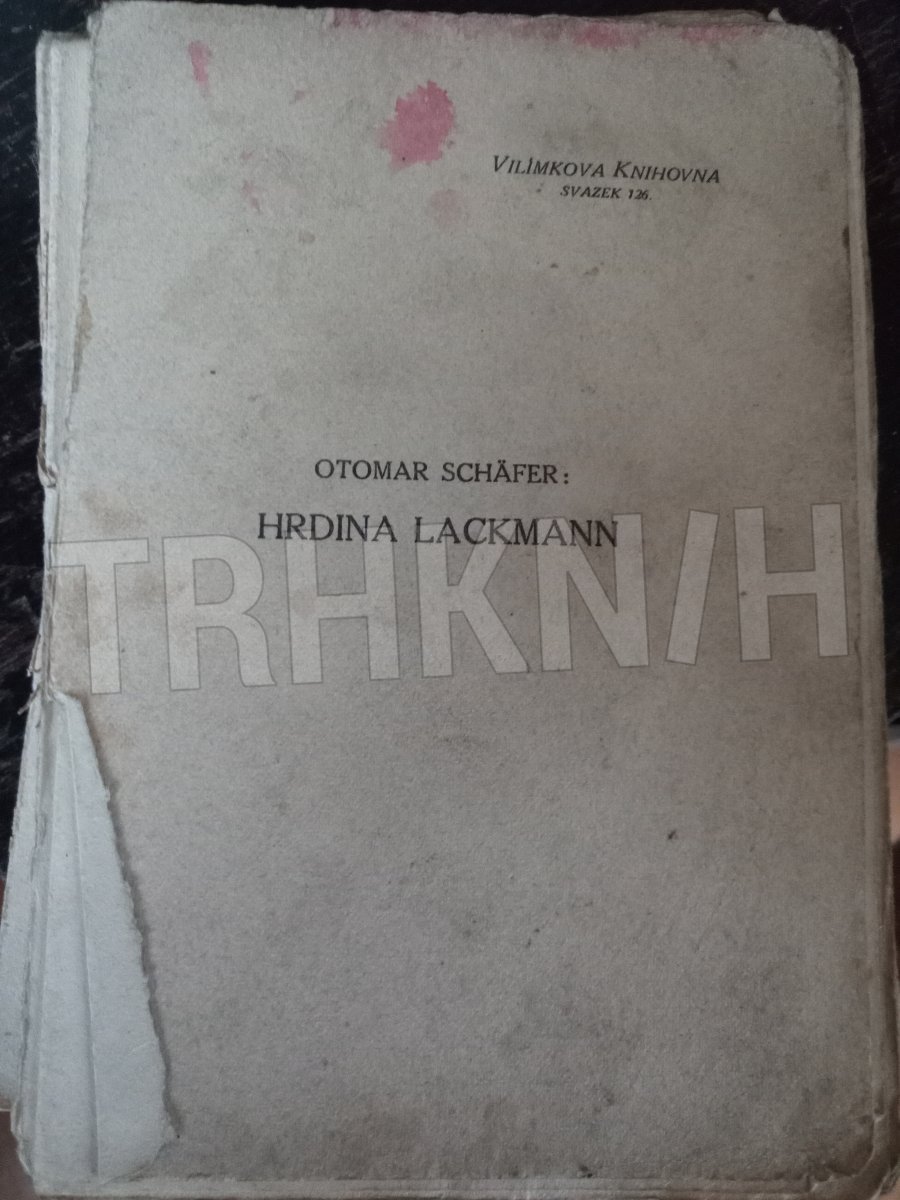 VILÍMKOVA KNIHOVNA
SVAZEK 126.
OTOMAR SCHÄFER:
HRDINA LACKMANN
TRHKNIH